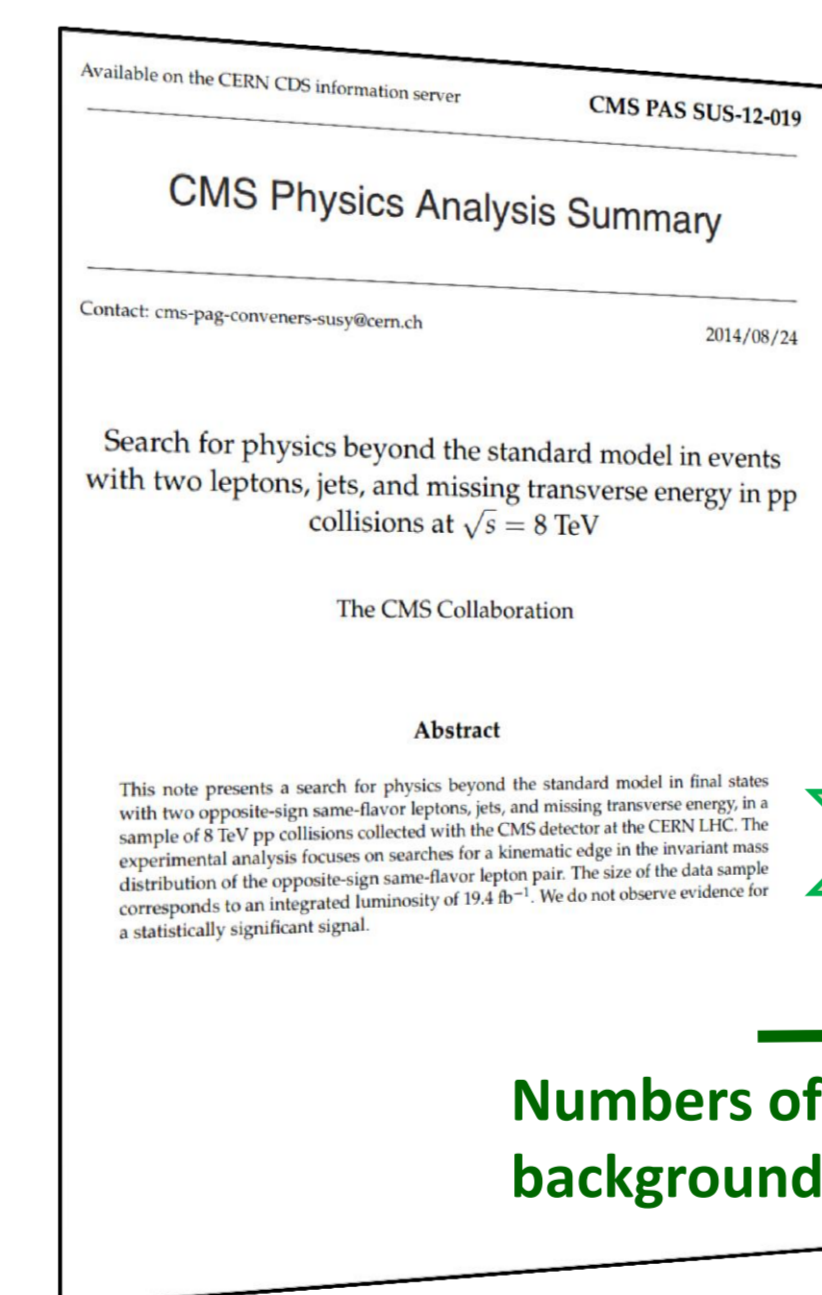 Available on the CERN CDS information server
CMS PAS SUS-12-019
CMS Physics Analysis Summary
Contact: cms-pag-conveners-susy@cern.ch
2014/08/24
Search for physics beyond the standard model in events
with two leptons, jets, and missing transverse energy in pp
collisions at √s = 8 TeV
The CMS Collaboration
Abstract
This note presents a search for physics beyond the standard model in final states
with two opposite-sign same-flavor leptons, jets, and missing transverse energy, in a
sample of 8 TeV pp collisions collected with the CMS detector at the CERN LHC. The
experimental analysis focuses on searches for a kinematic edge in the invariant mass
distribution of the opposite-sign same-flavor lepton pair. The size of the data sample
corresponds to an integrated luminosity of 19.4 fb⁻¹. We do not observe evidence for
a statistically significant signal.
Numbers of
background